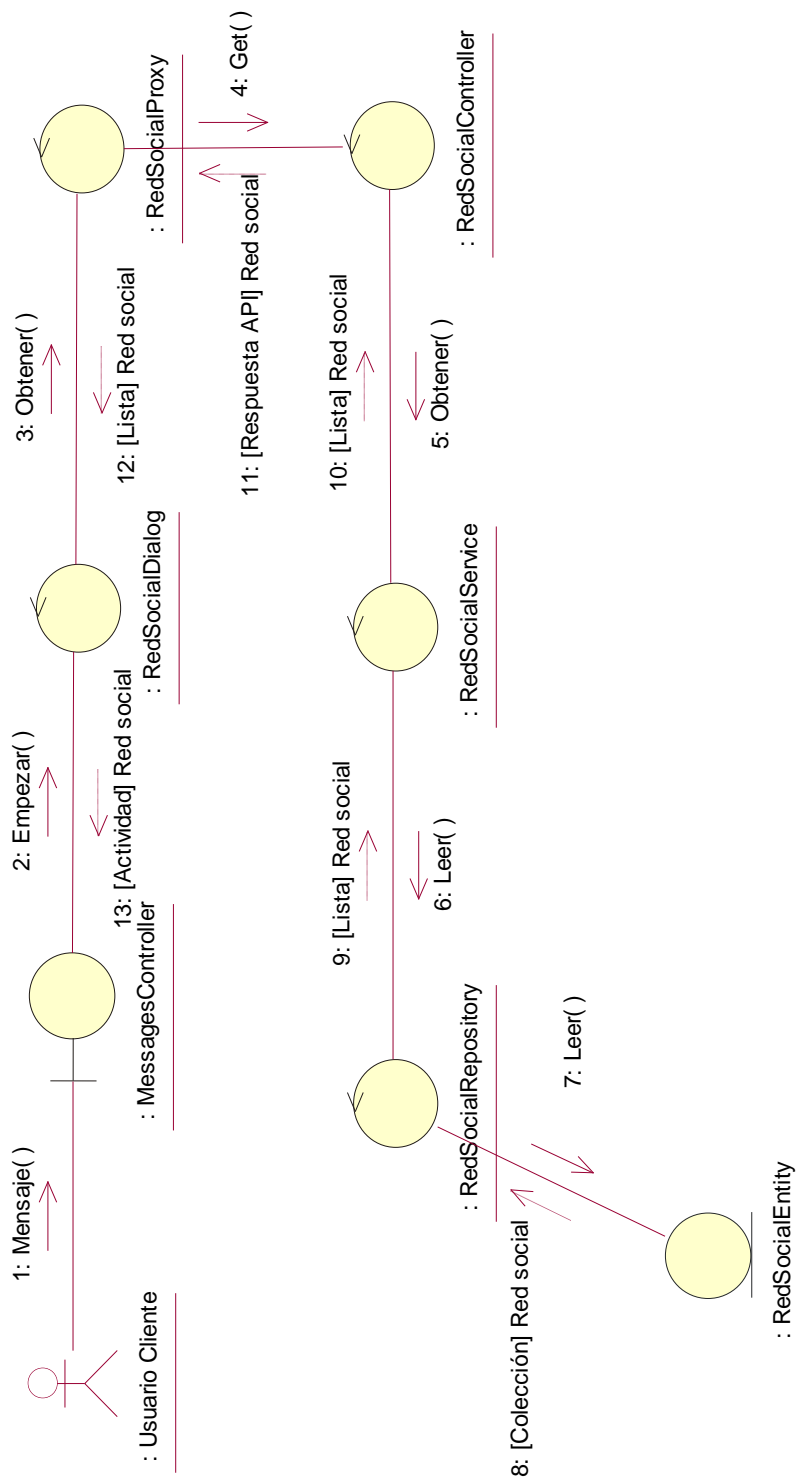 : Usuario Cliente
1: Mensaje( )
: MessagesController
2: Empezar( )
13: [Actividad] Red social
: RedSocialDialog
3: Obtener( )
12: [Lista] Red social
: RedSocialProxy
4: Get( )
11: [Respuesta API] Red social
: RedSocialController
10: [Lista] Red social
5: Obtener( )
: RedSocialService
9: [Lista] Red social
6: Leer( )
: RedSocialRepository
7: Leer( )
8: [Colección] Red social
: RedSocialEntity